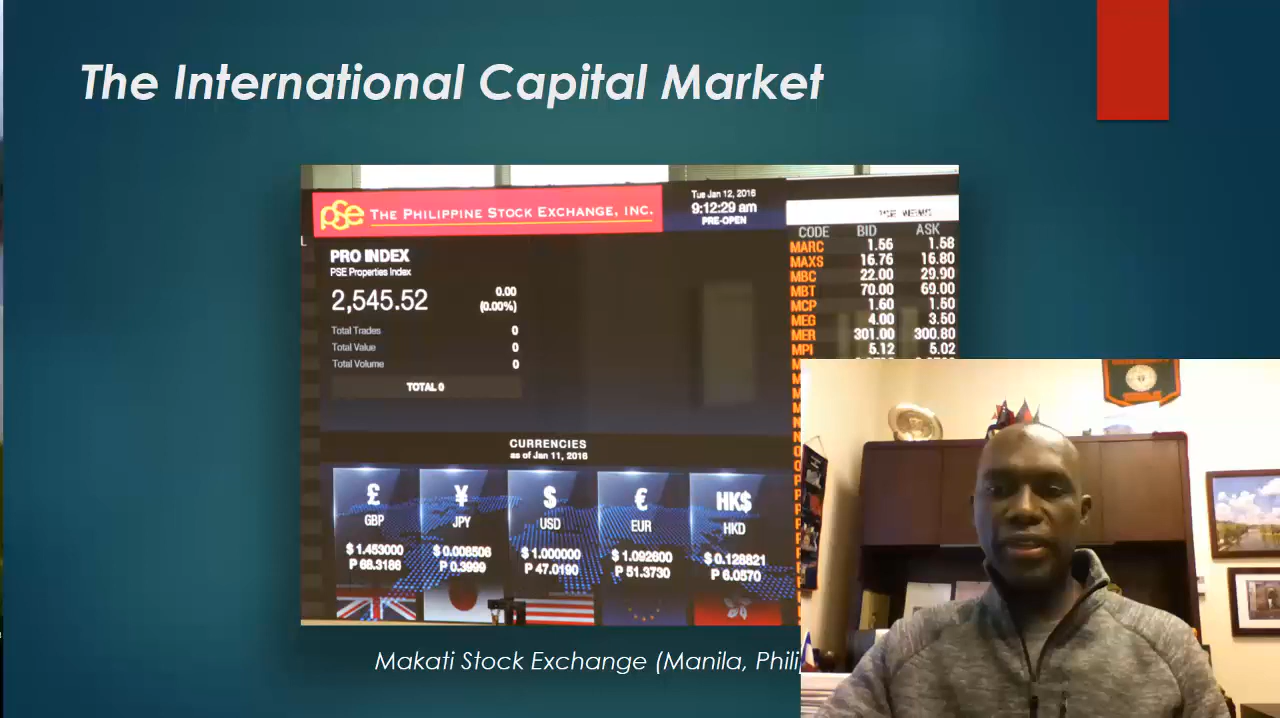 The International Capital Market
pse THE PHILIPPINE STOCK EXCHANGE, INC.
Tue Jan 12, 2016
9:12:29 am
PRE-OPEN
PRO INDEX
PSE Properties Index
2,545.52
0.00
(0.00%)
Total Trades 0
Total Value 0
Total Volume 0
TOTAL 0
CODE BID ASK
MARC 1.56 1.58
MAXS 16.76 16.80
MBC 22.00 29.90
MBT 70.00 69.00
MCP 1.60 1.50
MEG 4.00 3.50
MER 301.00 300.80
MPI 5.12 5.02
CURRENCIES
as of Jan 11, 2016
£ ¥ $ € HK$
GBP JPY USD EUR HKD
$ 1.453000 $ 0.008506 $ 1.000000 $ 1.092600 $ 0.128821
P 68.3186 P 0.3999 P 47.0190 P 51.3730 P 6.0570
Makati Stock Exchange (Manila, Phili